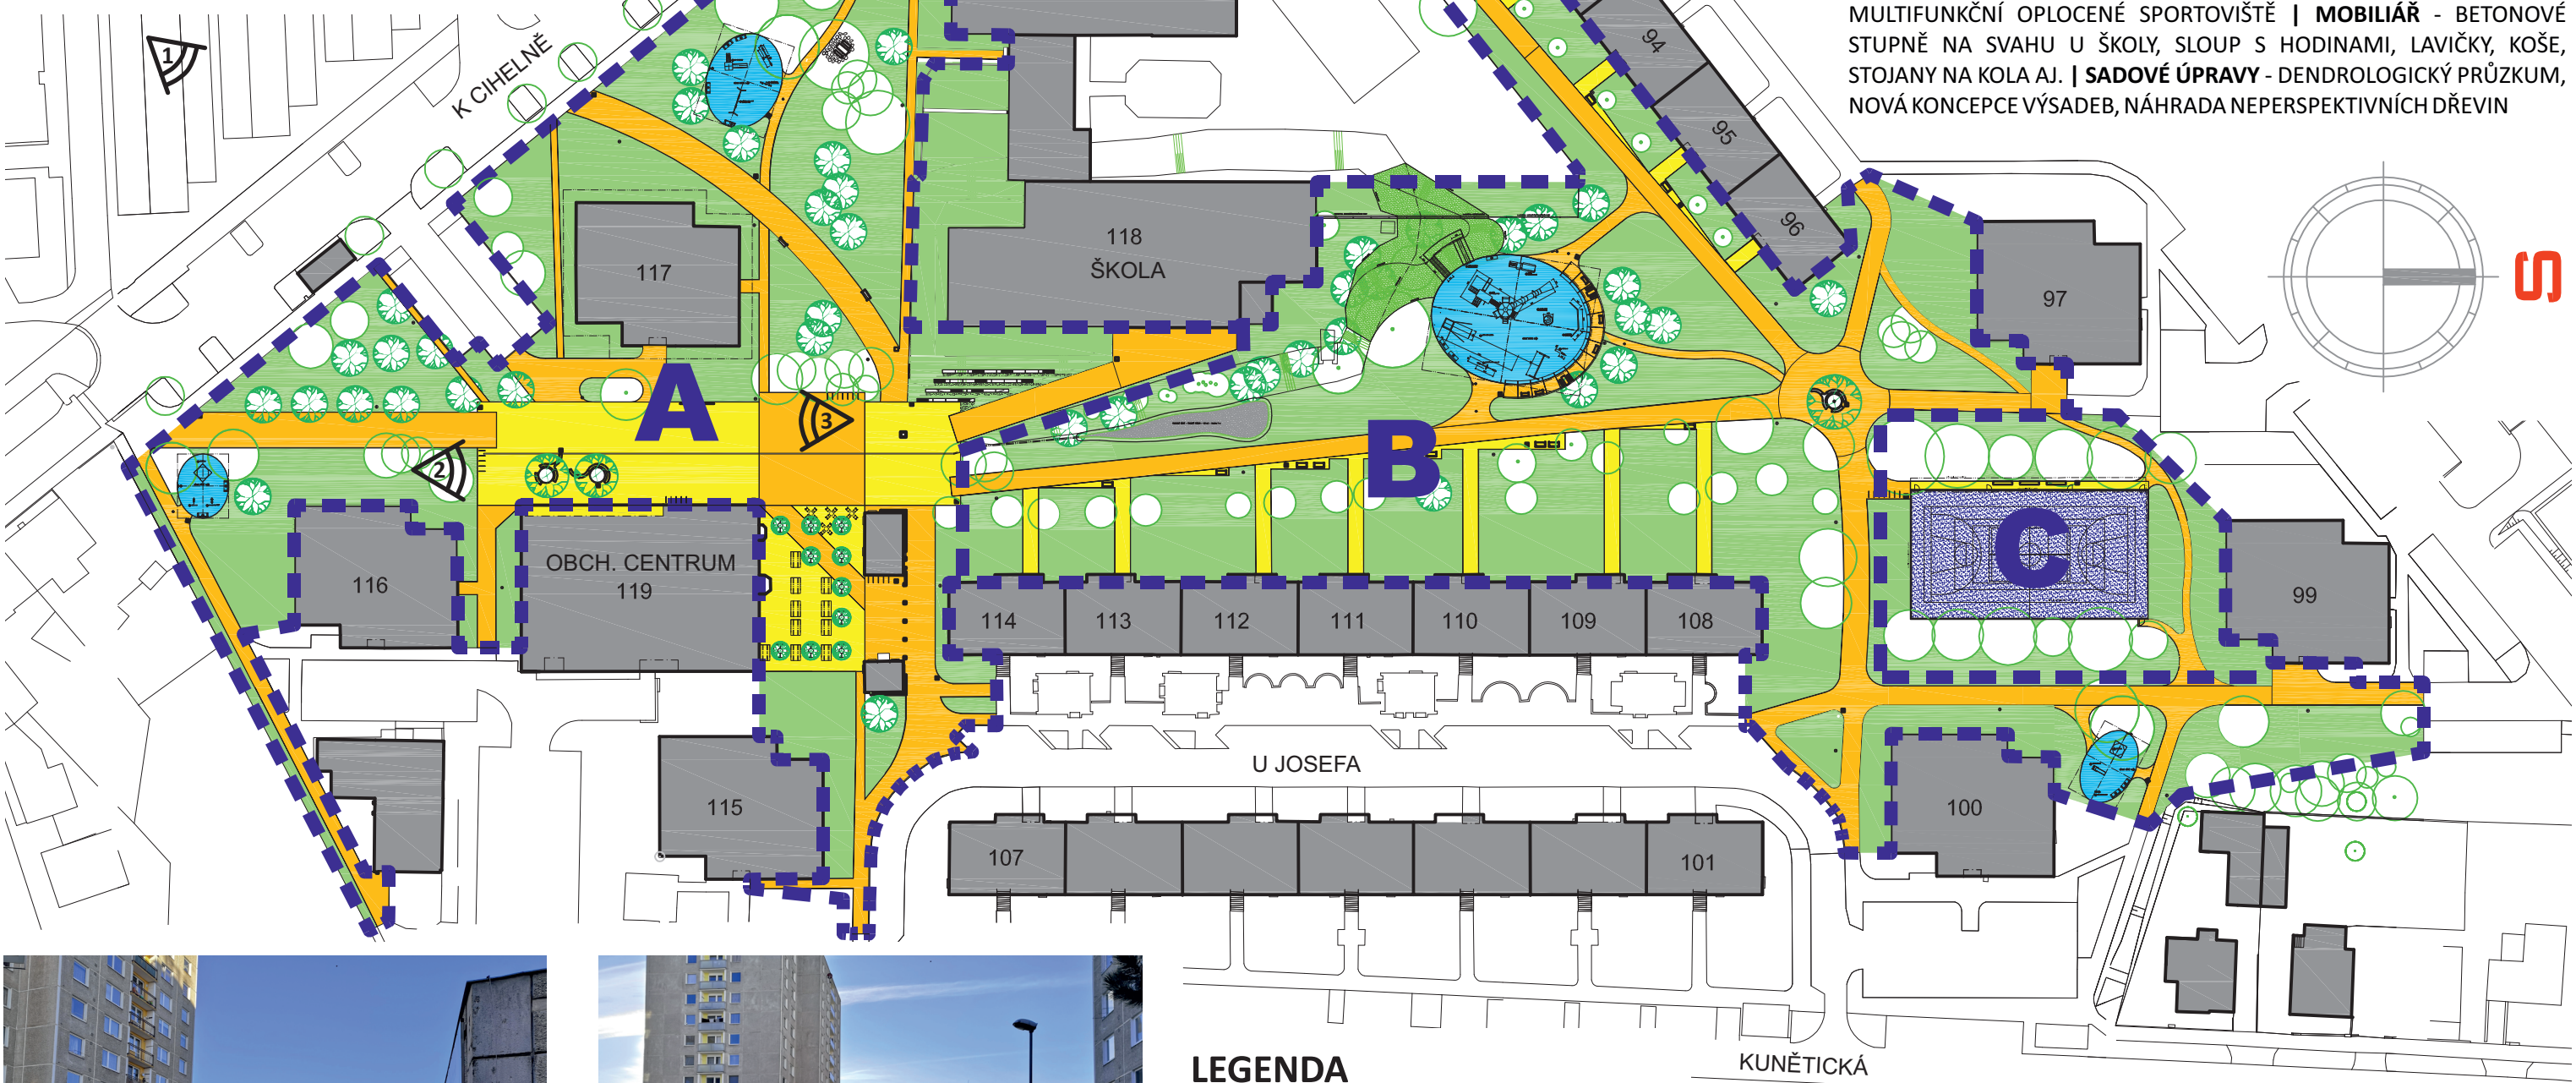 MULTIFUNKČNÍ OPLOCENÉ SPORTOVIŠTĚ | MOBILIÁŘ - BETONOVÉ
STUPNĚ NA SVAHU U ŠKOLY, SLOUP S HODINAMI, LAVIČKY, KOŠE,
STOJANY NA KOLA AJ. | SADOVÉ ÚPRAVY - DENDROLOGICKÝ PRŮZKUM,
NOVÁ KONCEPCE VÝSADEB, NÁHRADA NEPERSPEKTIVNÍCH DŘEVIN
1
K CIHELNĚ
94
95
96
118
ŠKOLA
117
97
S
A
3
2
B
C
OBCH. CENTRUM
119
116
114
113
112
111
110
109
108
99
U JOSEFA
115
100
107
101
LEGENDA
KUNĚTICKÁ